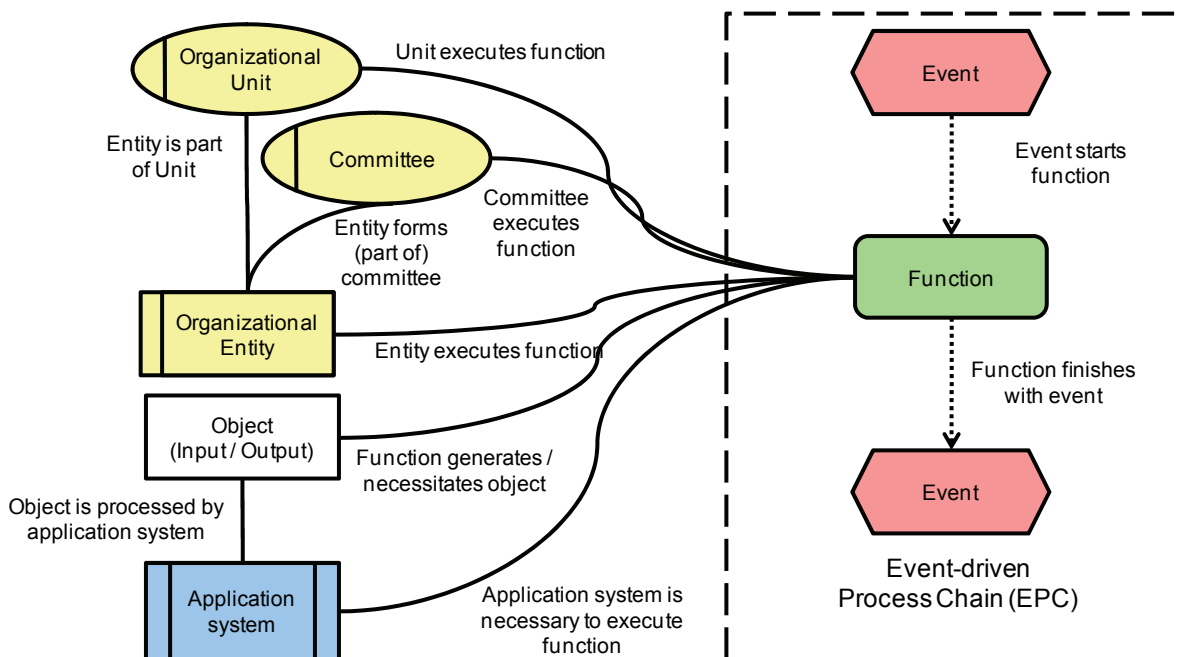 Organizational
Unit
Unit executes function
Event
Entity is part
of Unit
Committee
Event starts
function
Committee
executes
function
Entity forms
(part of)
committee
Function
Organizational
Entity
Entity executes function
Function finishes
with event
Object
(Input / Output)
Function generates /
necessitates object
Event
Object is processed by
application system
Event-driven
Process Chain (EPC)
Application
system
Application system is
necessary to execute
function